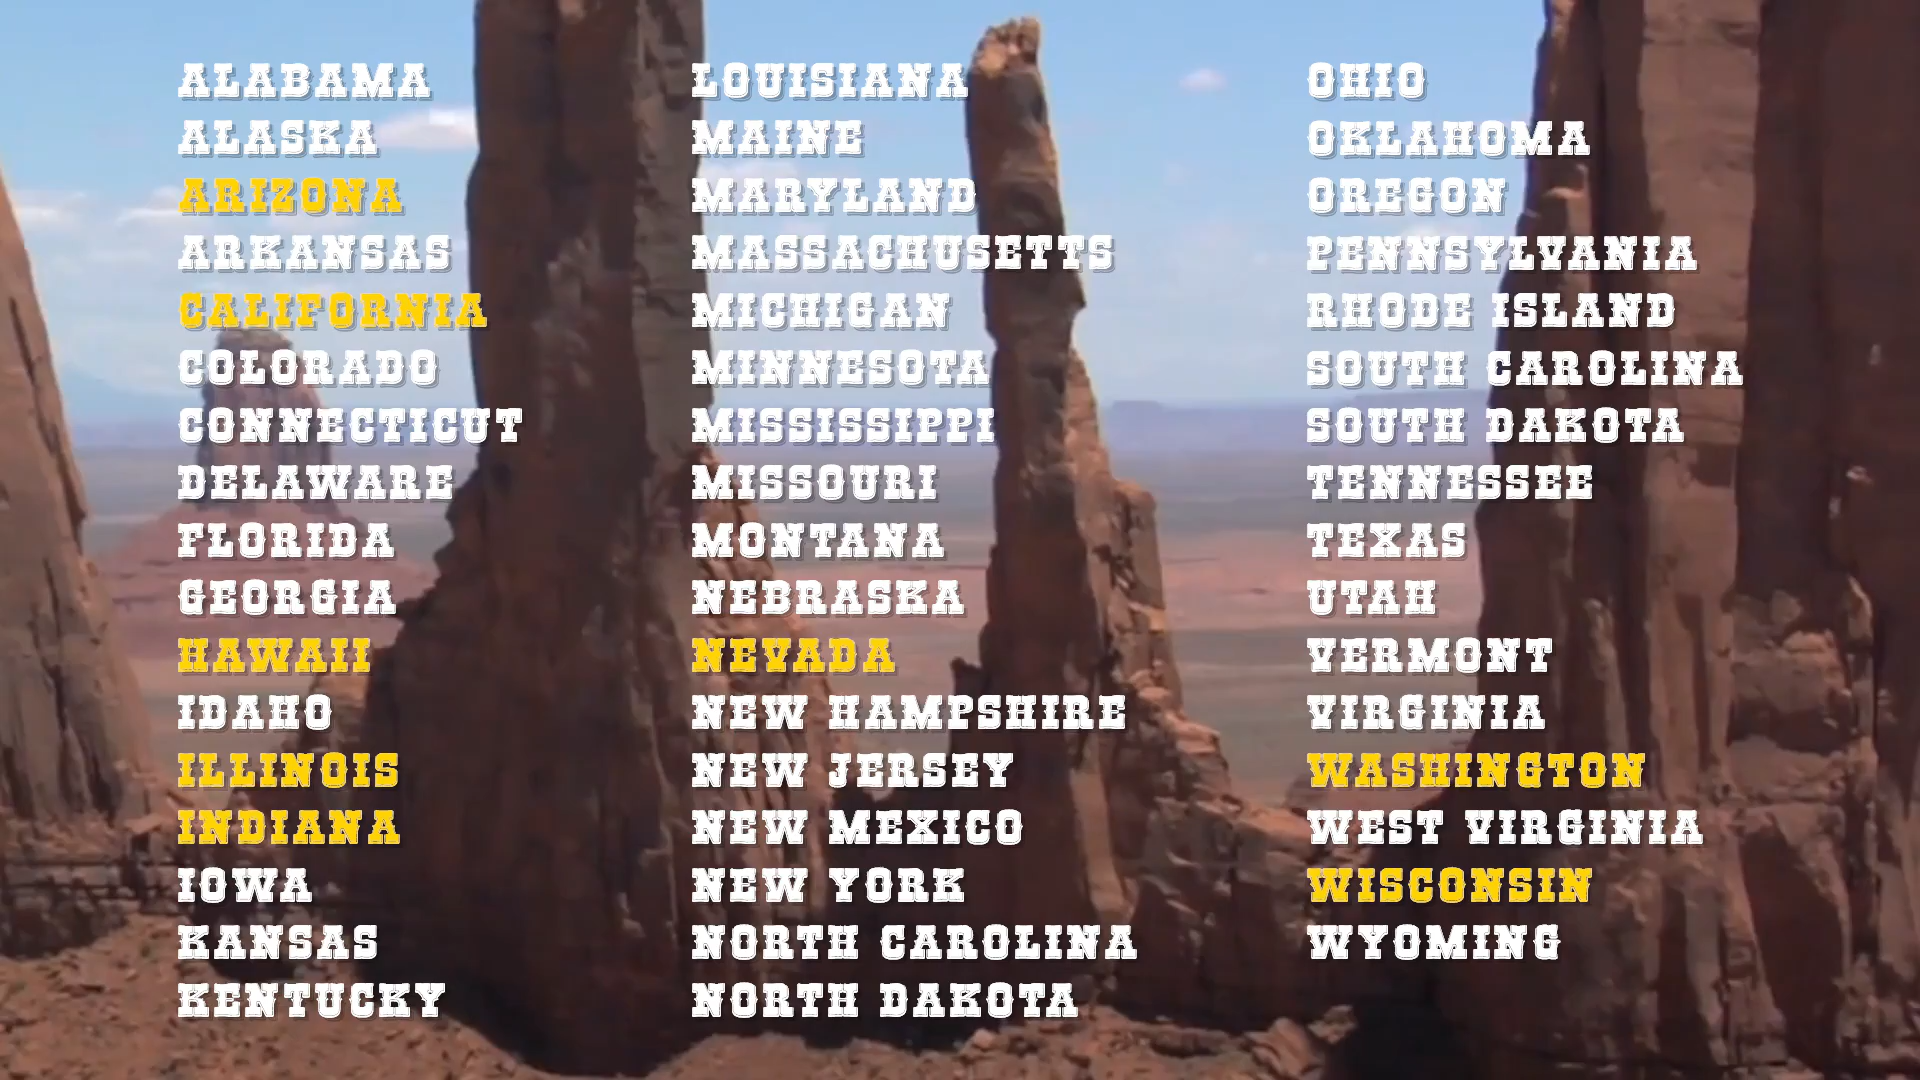 ALABAMA
ALASKA
ARIZONA
ARKANSAS
CALIFORNIA
COLORADO
CONNECTICUT
DELAWARE
FLORIDA
GEORGIA
HAWAII
IDAHO
ILLINOIS
INDIANA
IOWA
KANSAS
KENTUCKY
LOUISIANA
MAINE
MARYLAND
MASSACHUSETTS
MICHIGAN
MINNESOTA
MISSISSIPPI
MISSOURI
MONTANA
NEBRASKA
NEVADA
NEW HAMPSHIRE
NEW JERSEY
NEW MEXICO
NEW YORK
NORTH CAROLINA
NORTH DAKOTA
OHIO
OKLAHOMA
OREGON
PENNSYLVANIA
RHODE ISLAND
SOUTH CAROLINA
SOUTH DAKOTA
TENNESSEE
TEXAS
UTAH
VERMONT
VIRGINIA
WASHINGTON
WEST VIRGINIA
WISCONSIN
WYOMING